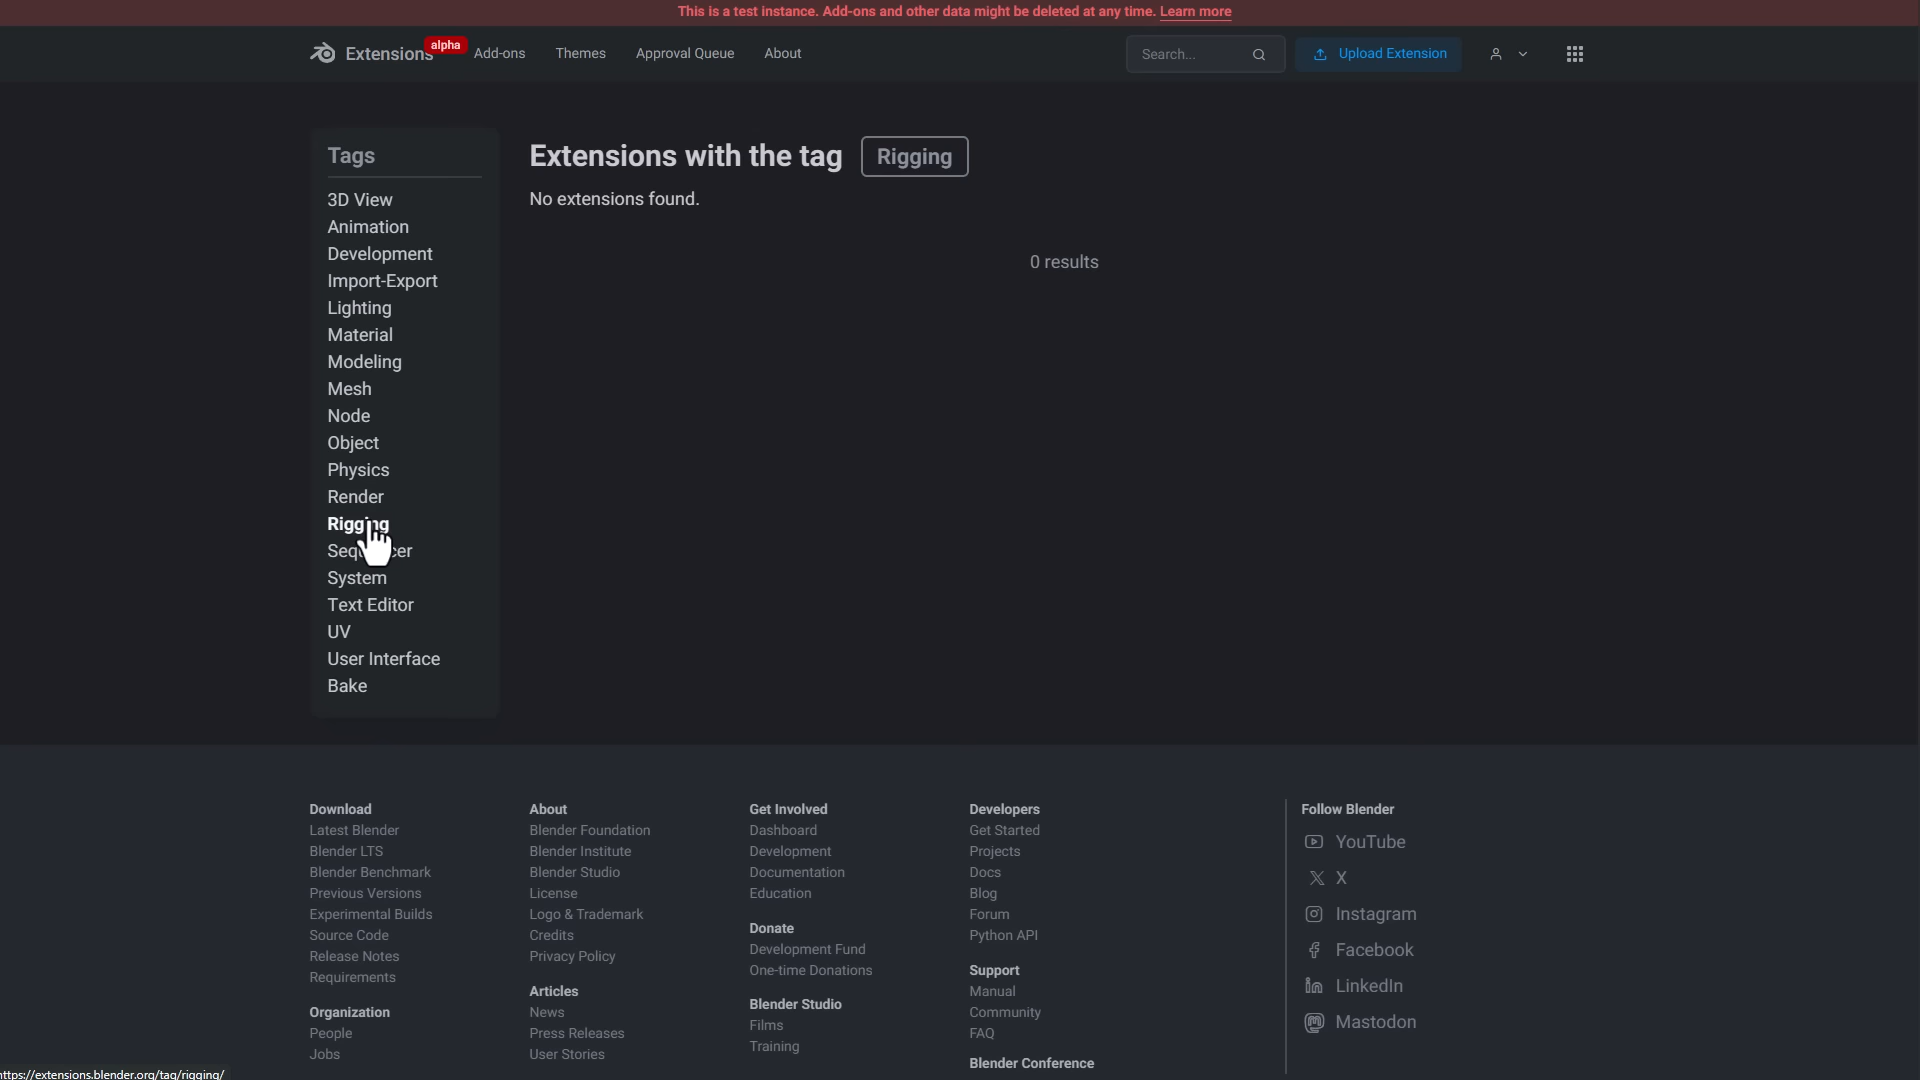 This is a test instance. Add-ons and other data might be deleted at any time. Learn more
Extensions alpha Add-ons Themes Approval Queue About Search... Upload Extension
Tags
3D View
Animation
Development
Import-Export
Lighting
Material
Modeling
Mesh
Node
Object
Physics
Render
Rigging
System
Text Editor
UV
User Interface
Bake
Extensions with the tag Rigging
No extensions found.
0 results
Download
Latest Blender
Blender LTS
Blender Benchmark
Previous Versions
Experimental Builds
Source Code
Release Notes
Requirements
Organization
People
Jobs
About
Blender Foundation
Blender Institute
Blender Studio
License
Logo & Trademark
Credits
Privacy Policy
Articles
News
Press Releases
User Stories
Get Involved
Dashboard
Development
Documentation
Education
Donate
Development Fund
One-time Donations
Blender Studio
Films
Training
Developers
Get Started
Projects
Docs
Blog
Forum
Python API
Support
Manual
Community
FAQ
Blender Conference
Follow Blender
YouTube
X
Instagram
Facebook
LinkedIn
Mastodon
https://extensions.blender.org/tag/rigging/